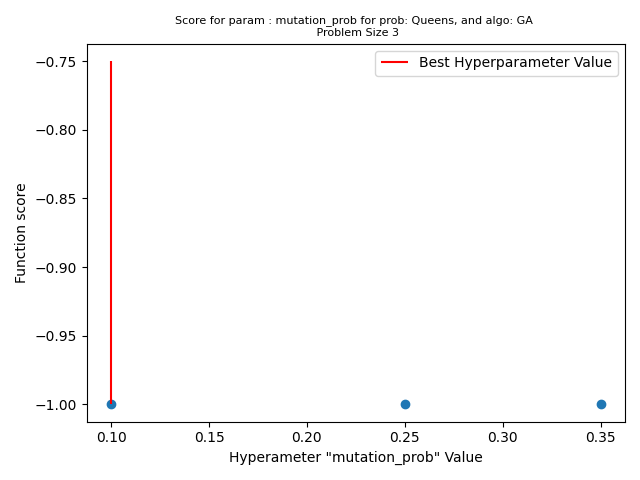 Score for param : mutation_prob for prob: Queens, and algo: GA
Problem Size 3
Best Hyperparameter Value
Function score
−0.75
−0.80
−0.85
−0.90
−0.95
−1.00
0.10 0.15 0.20 0.25 0.30 0.35
Hyperameter "mutation_prob" Value